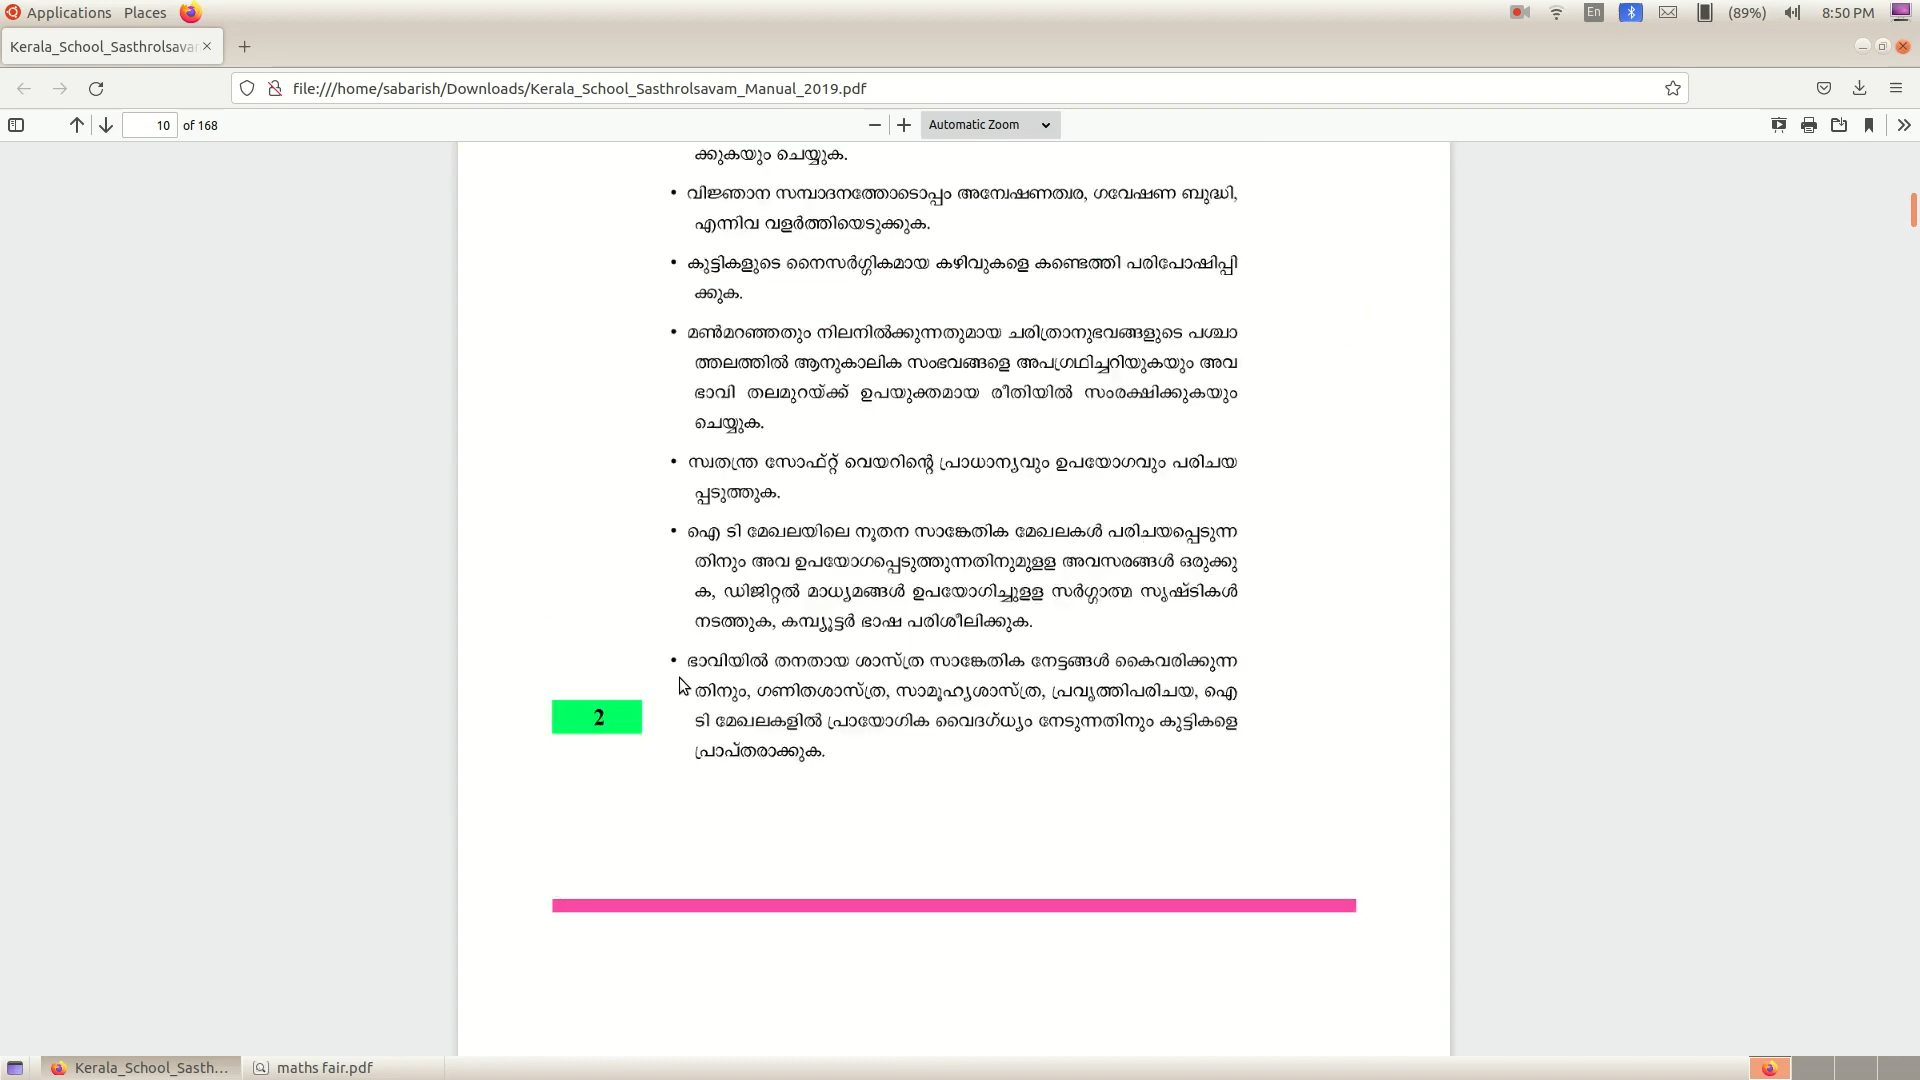 Applications Places En (89%) 8:50 PM
Kerala_School_Sasthrolsava
file:///home/sabarish/Downloads/Kerala_School_Sasthrolsavam_Manual_2019.pdf
10 of 168 Automatic Zoom
ക്കുകയും ചെയ്യുക.
• വിജ്ഞാന സമ്പാദനത്തോടൊപ്പം അന്വേഷണത്വര, ഗവേഷണ ബുദ്ധി,
എന്നിവ വളർത്തിയെടുക്കുക.
• കുട്ടികളുടെ നൈസർഗ്ഗികമായ കഴിവുകളെ കണ്ടെത്തി പരിപോഷിപ്പി
ക്കുക.
• മൺമറഞ്ഞതും നിലനിൽക്കുന്നതുമായ ചരിത്രാനുഭവങ്ങളുടെ പശ്ചാ
ത്തലത്തിൽ ആനുകാലിക സംഭവങ്ങളെ അപഗ്രഥിച്ചറിയുകയും അവ
ഭാവി തലമുറയ്ക്ക് ഉപയുക്തമായ രീതിയിൽ സംരക്ഷിക്കുകയും
ചെയ്യുക.
• സ്വതന്ത്ര സോഫ്റ്റ് വെയറിന്റെ പ്രാധാന്യവും ഉപയോഗവും പരിചയ
പ്പടുത്തുക.
• ഐ ടി മേഖലയിലെ നൂതന സാങ്കേതിക മേഖലകൾ പരിചയപ്പെടുന്ന
തിനും അവ ഉപയോഗപ്പെടുത്തുന്നതിനുമുളള അവസരങ്ങൾ ഒരുക്കു
ക, ഡിജിറ്റൽ മാധ്യമങ്ങൾ ഉപയോഗിച്ചുളള സർഗ്ഗാത്മ സൃഷ്ടികൾ
നടത്തുക, കമ്പ്യൂട്ടർ ഭാഷ പരിശീലിക്കുക.
• ഭാവിയിൽ തനതായ ശാസ്ത്ര സാങ്കേതിക നേട്ടങ്ങൾ കൈവരിക്കുന്ന
തിനും, ഗണിതശാസ്ത്ര, സാമൂഹ്യശാസ്ത്ര, പ്രവൃത്തിപരിചയ, ഐ
ടി മേഖലകളിൽ പ്രായോഗിക വൈദഗ്ധ്യം നേടുന്നതിനും കുട്ടികളെ
പ്രാപ്തരാക്കുക.
2
Kerala_School_Sasth... maths fair.pdf